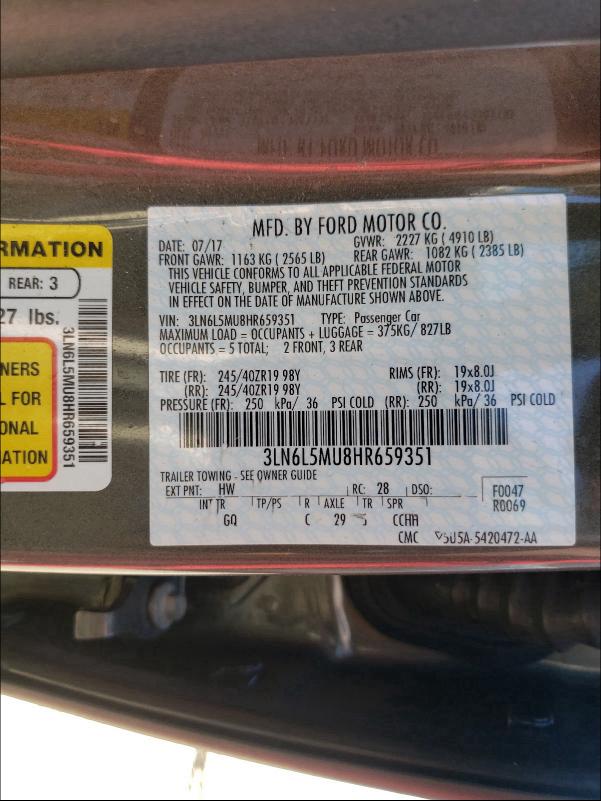 MFD. BY FORD MOTOR CO.
DATE: 07/17 GVWR: 2227 KG ( 4910 LB)
FRONT GAWR: 1163 KG ( 2565 LB) REAR GAWR: 1082 KG ( 2385 LB)
THIS VEHICLE CONFORMS TO ALL APPLICABLE FEDERAL MOTOR
VEHICLE SAFETY, BUMPER, AND THEFT PREVENTION STANDARDS
IN EFFECT ON THE DATE OF MANUFACTURE SHOWN ABOVE.
VIN: 3LN6L5MU8HR659351 TYPE: Passenger Car
MAXIMUM LOAD = OCCUPANTS + LUGGAGE = 375KG/ 827LB
OCCUPANTS = 5 TOTAL; 2 FRONT, 3 REAR
TIRE (FR): 245/40ZR19 98Y RIMS (FR): 19x8.0J
(RR): 245/40ZR19 98Y (RR): 19x8.0J
PRESSURE (FR): 250 kPa/ 36 PSI COLD (RR): 250 kPa/ 36 PSI COLD
3LN6L5MU8HR659351
TRAILER TOWING - SEE OWNER GUIDE
EXT PNT: HW RC: 28 DSO: F0047
R0069
INT TR TP/PS R AXLE TR SPR
GQ C 29 5 CCHH
CMC 5U5A-5420472-AA
RMATION
REAR: 3
27 lbs.
NERS
L FOR
ONAL
ATION
3LN6L5MU8HR659351